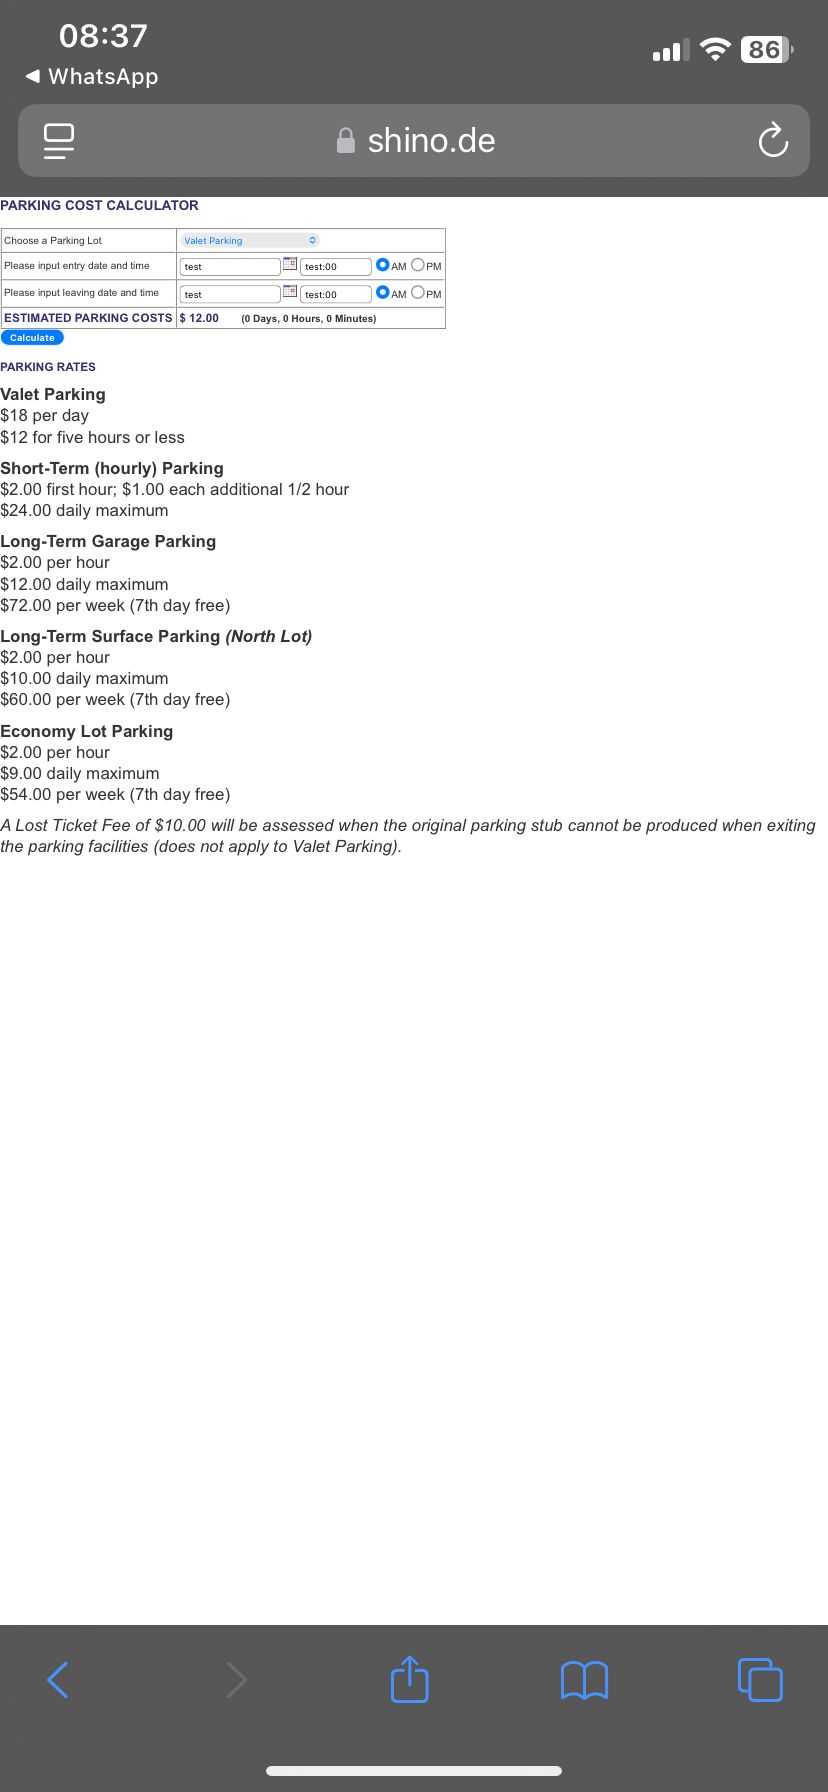 08:37
86
◀ WhatsApp
shino.de
PARKING COST CALCULATOR
Choose a Parking Lot Valet Parking
Please input entry date and time test test:00 AM PM
Please input leaving date and time test test:00 AM PM
ESTIMATED PARKING COSTS $ 12.00 (0 Days, 0 Hours, 0 Minutes)
Calculate
PARKING RATES
Valet Parking
$18 per day
$12 for five hours or less
Short-Term (hourly) Parking
$2.00 first hour; $1.00 each additional 1/2 hour
$24.00 daily maximum
Long-Term Garage Parking
$2.00 per hour
$12.00 daily maximum
$72.00 per week (7th day free)
Long-Term Surface Parking (North Lot)
$2.00 per hour
$10.00 daily maximum
$60.00 per week (7th day free)
Economy Lot Parking
$2.00 per hour
$9.00 daily maximum
$54.00 per week (7th day free)
A Lost Ticket Fee of $10.00 will be assessed when the original parking stub cannot be produced when exiting
the parking facilities (does not apply to Valet Parking).